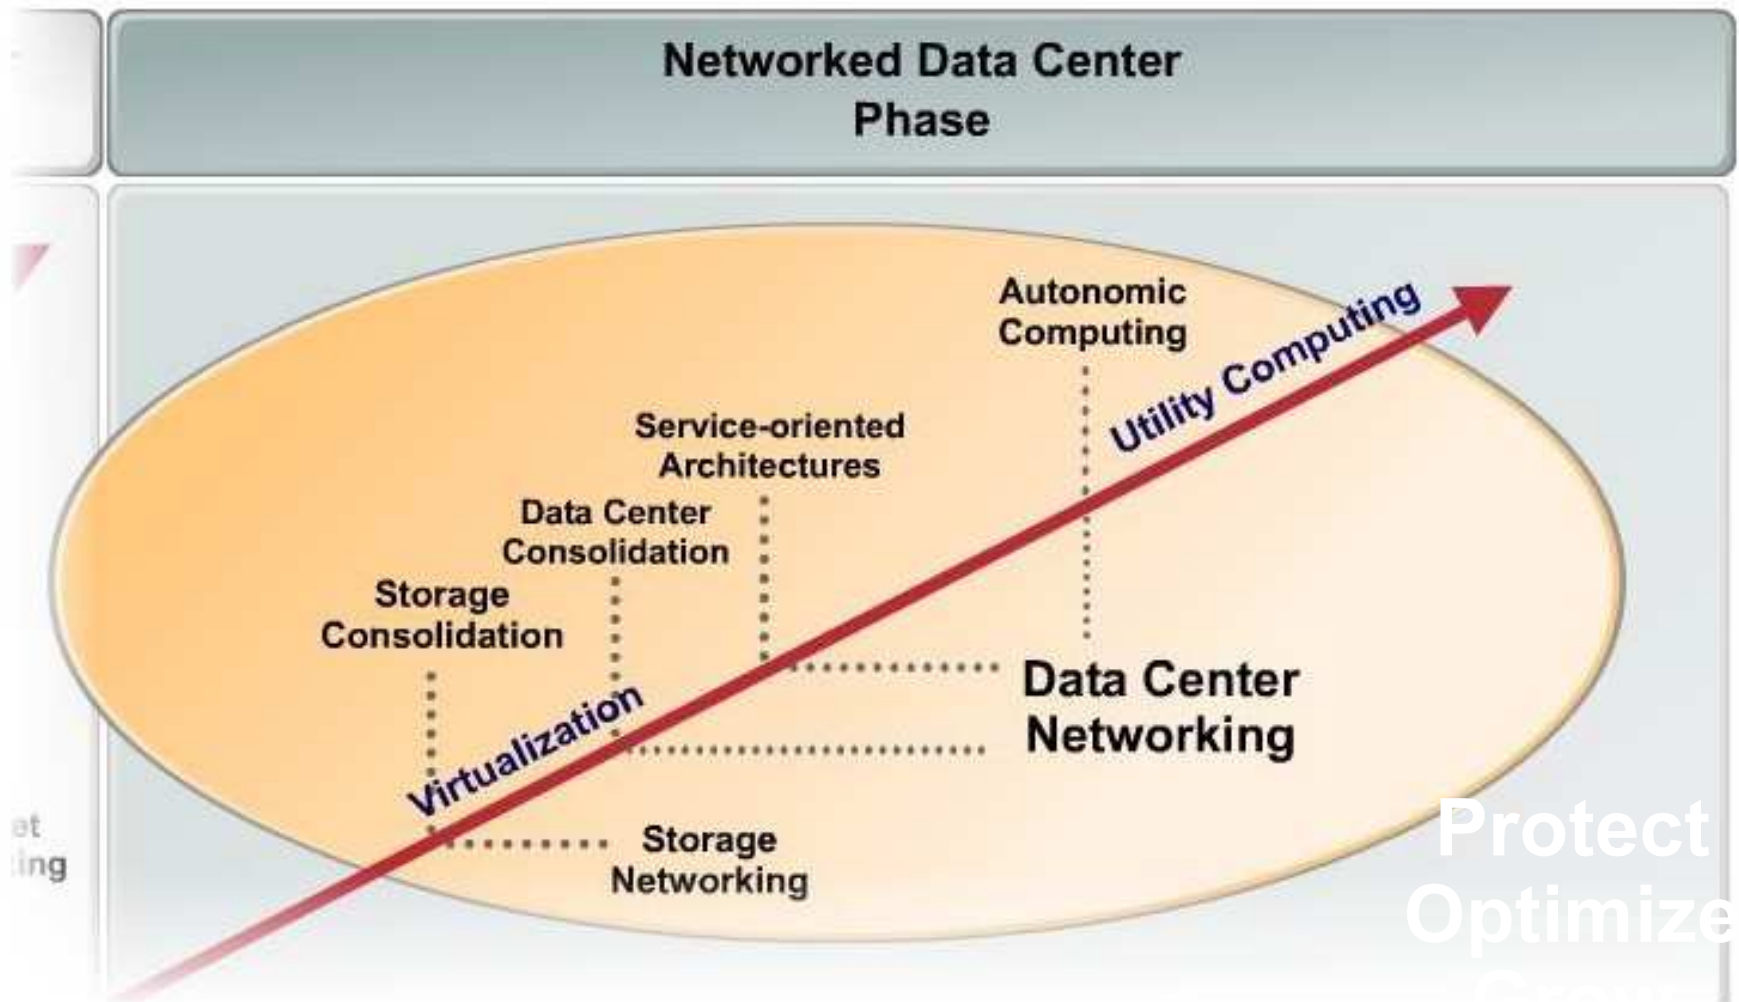 Networked Data Center
Phase
Autonomic
Computing
Utility Computing
Service-oriented
Architectures
Data Center
Consolidation
Storage
Consolidation
Virtualization
Data Center
Networking
Storage
Networking
Protect
Optimize